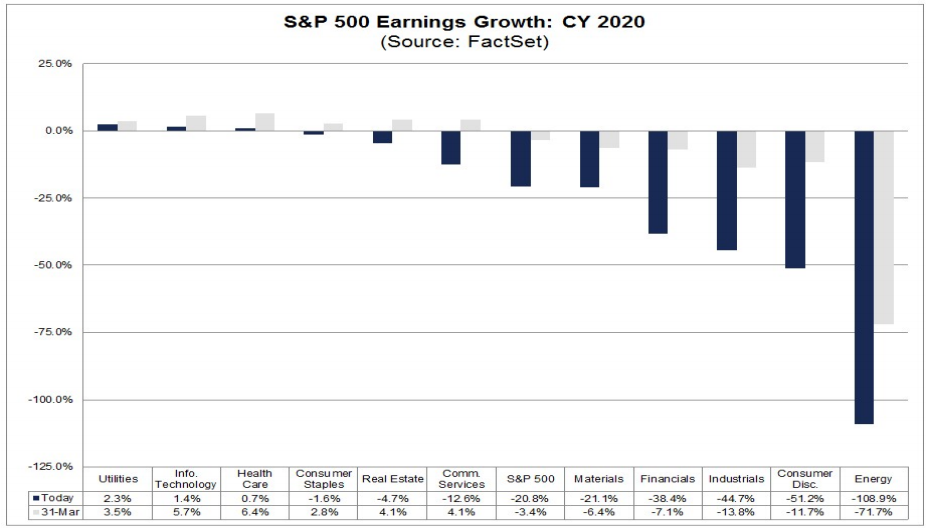 S&P 500 Earnings Growth: CY 2020
(Source: FactSet)
25.0%
0.0%
-25.0%
-50.0%
-75.0%
-100.0%
-125.0%
Utilities Info. Technology Health Care Consumer Staples Real Estate Comm. Services S&P 500 Materials Financials Industrials Consumer Disc. Energy
Today 2.3% 1.4% 0.7% -1.6% -4.7% -12.6% -20.8% -21.1% -38.4% -44.7% -51.2% -108.9%
31-Mar 3.5% 5.7% 6.4% 2.8% 4.1% 4.1% -3.4% -6.4% -7.1% -13.8% -11.7% -71.7%